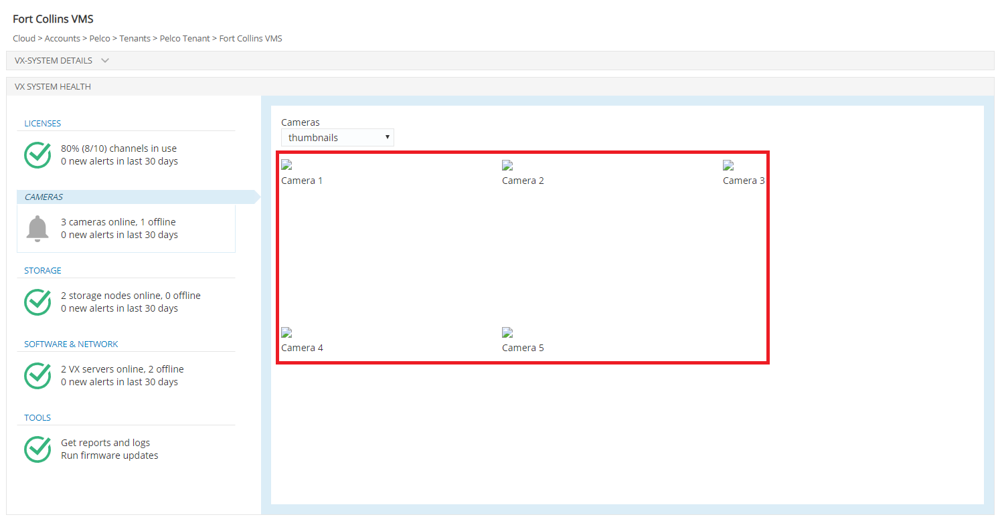 Fort Collins VMS
Cloud > Accounts > Pelco > Tenants > Pelco Tenant > Fort Collins VMS
VX-SYSTEM DETAILS
VX SYSTEM HEALTH
LICENSES
80% (8/10) channels in use
0 new alerts in last 30 days
CAMERAS
3 cameras online, 1 offline
0 new alerts in last 30 days
STORAGE
2 storage nodes online, 0 offline
0 new alerts in last 30 days
SOFTWARE & NETWORK
2 VX servers online, 2 offline
0 new alerts in last 30 days
TOOLS
Get reports and logs
Run firmware updates
Cameras
thumbnails
Camera 1
Camera 2
Camera 3
Camera 4
Camera 5